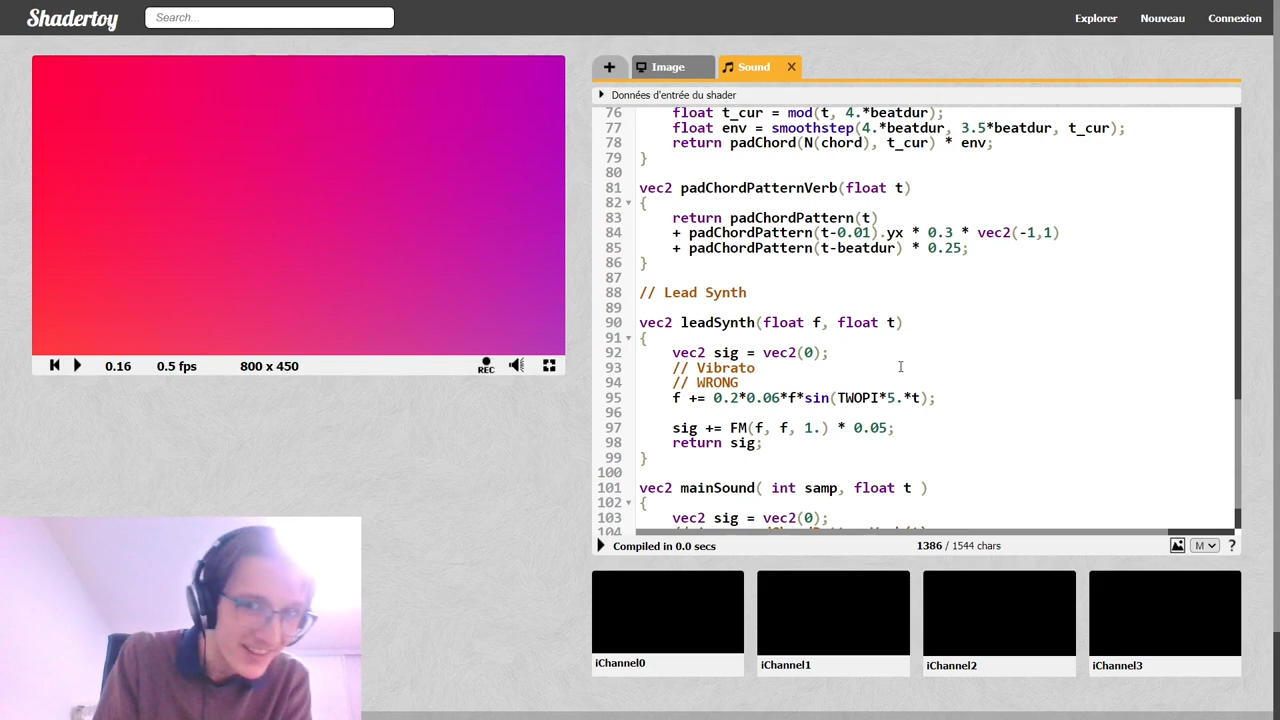 Shadertoy
Search...
Explorer
Nouveau
Connexion
+
Image
Sound
Données d'entrée du shader
76 float t_cur = mod(t, 4.*beatdur);
77 float env = smoothstep(4.*beatdur, 3.5*beatdur, t_cur);
78 return padChord(N(chord), t_cur) * env;
79 }
80
81 vec2 padChordPatternVerb(float t)
82 {
83 return padChordPattern(t)
84 + padChordPattern(t-0.01).yx * 0.3 * vec2(-1,1)
85 + padChordPattern(t-beatdur) * 0.25;
86 }
87
88 // Lead Synth
89
90 vec2 leadSynth(float f, float t)
91 {
92 vec2 sig = vec2(0);
93 // Vibrato
94 // WRONG
95 f += 0.2*0.06*f*sin(TWOPI*5.*t);
96
97 sig += FM(f, f, 1.) * 0.05;
98 return sig;
99 }
100
101 vec2 mainSound( int samp, float t )
102 {
103 vec2 sig = vec2(0);
104
0.16
0.5 fps
800 x 450
REC
Compiled in 0.0 secs
1386 / 1544 chars
M
?
iChannel0
iChannel1
iChannel2
iChannel3